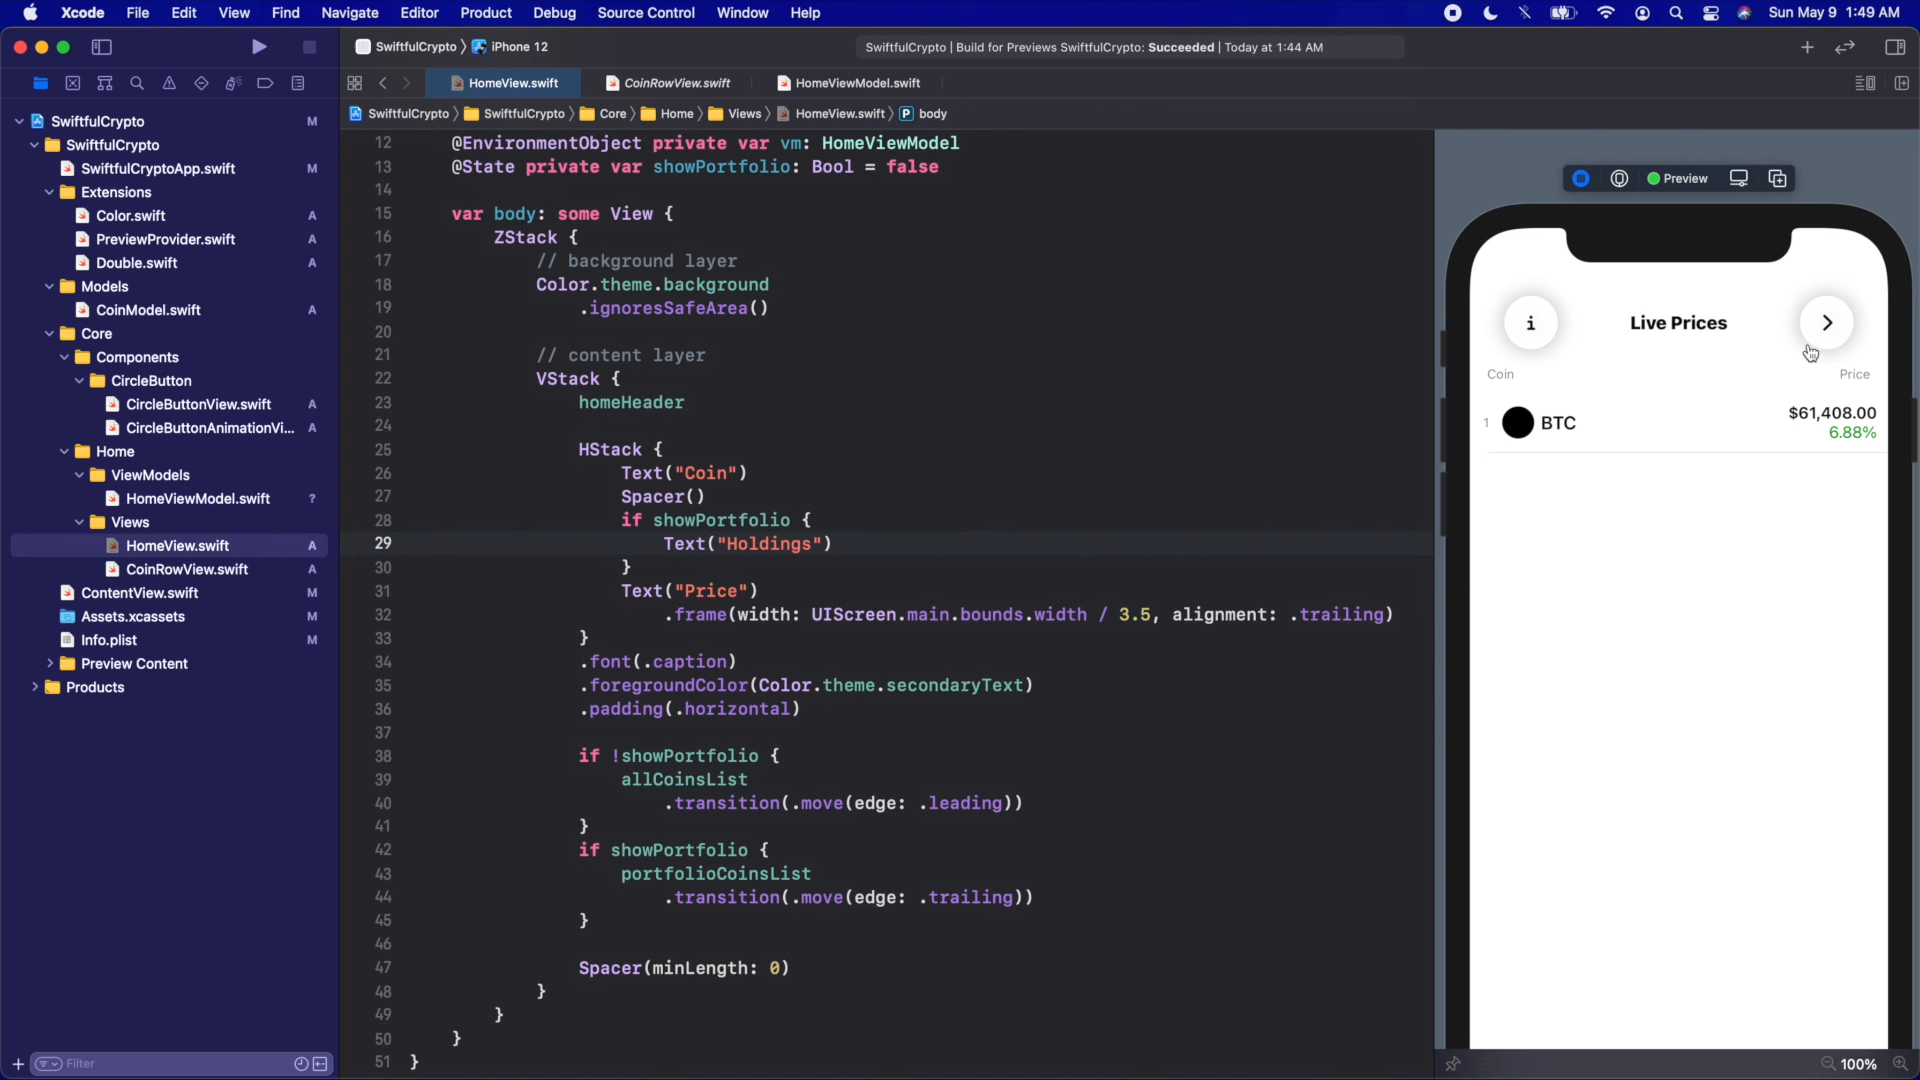 Xcode File Edit View Find Navigate Editor Product Debug Source Control Window Help Sun May 9 1:49 AM
SwiftfulCrypto iPhone 12 SwiftfulCrypto | Build for Previews SwiftfulCrypto: Succeeded | Today at 1:44 AM
HomeView.swift CoinRowView.swift HomeViewModel.swift
SwiftfulCrypto SwiftfulCrypto Core Home Views HomeView.swift P body
SwiftfulCrypto M
SwiftfulCrypto
SwiftfulCryptoApp.swift M
Extensions
Color.swift A
PreviewProvider.swift A
Double.swift A
Models
CoinModel.swift A
Core
Components
CircleButton
CircleButtonView.swift A
CircleButtonAnimationVi... A
Home
ViewModels
HomeViewModel.swift ?
Views
HomeView.swift A
CoinRowView.swift A
ContentView.swift M
Assets.xcassets M
Info.plist M
Preview Content
Products
Filter
12 @EnvironmentObject private var vm: HomeViewModel
13 @State private var showPortfolio: Bool = false
14
15 var body: some View {
16 ZStack {
17 // background layer
18 Color.theme.background
19 .ignoresSafeArea()
20
21 // content layer
22 VStack {
23 homeHeader
24
25 HStack {
26 Text("Coin")
27 Spacer()
28 if showPortfolio {
29 Text("Holdings")
30 }
31 Text("Price")
32 .frame(width: UIScreen.main.bounds.width / 3.5, alignment: .trailing)
33 }
34 .font(.caption)
35 .foregroundColor(Color.theme.secondaryText)
36 .padding(.horizontal)
37
38 if !showPortfolio {
39 allCoinsList
40 .transition(.move(edge: .leading))
41 }
42 if showPortfolio {
43 portfolioCoinsList
44 .transition(.move(edge: .trailing))
45 }
46
47 Spacer(minLength: 0)
48 }
49 }
50 }
51 }
Preview
i Live Prices
Coin Price
1 BTC $61,408.00
6.88%
100%